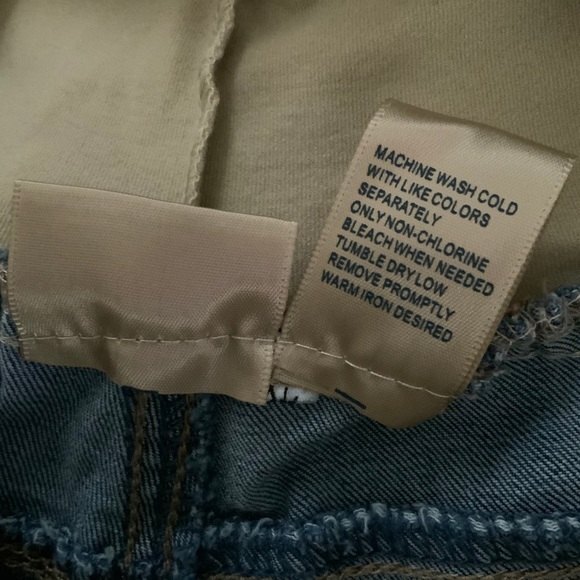 MACHINE WASH COLD
WITH LIKE COLORS
SEPARATELY
ONLY NON-CHLORINE
BLEACH WHEN NEEDED
TUMBLE DRY LOW
REMOVE PROMPTLY
WARM IRON DESIRED